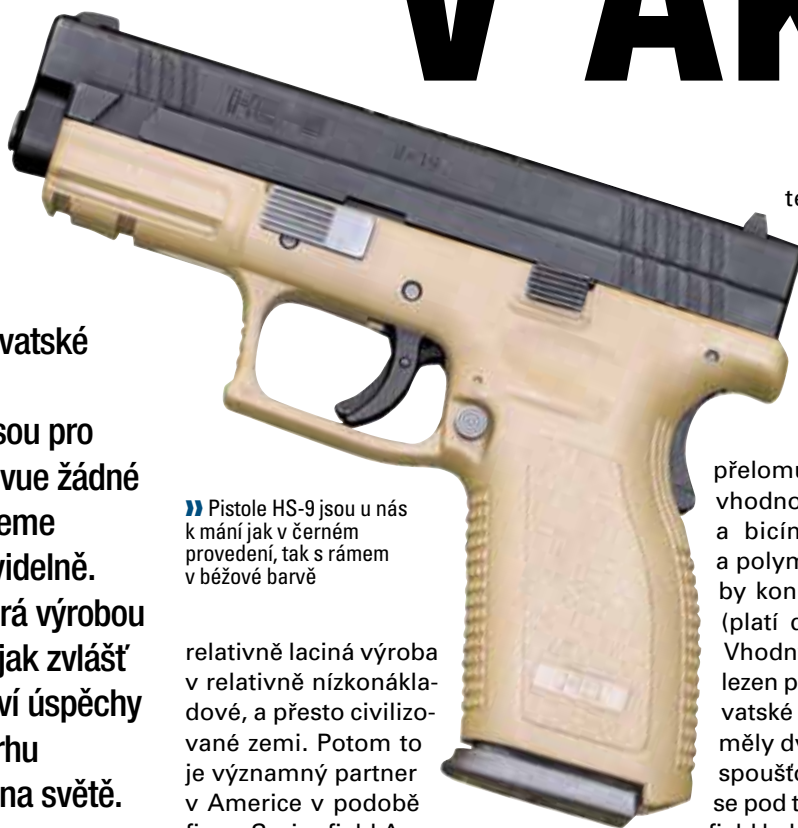 V AK
te
vatské
sou pro
vue žádné
eme
videlně.
rá výrobou
jak zvlášť
ví úspěchy
rhu
na světě.
Pistole HS-9 jsou u nás
k mání jak v černém
provedení, tak s rámem
v béžové barvě
relativně laciná výroba
v relativně nízkonákla-
dové, a přesto civilizo-
vané zemi. Potom to
je významný partner
v Americe v podobě
přelomu
vhodno
a bicín
a polym
by kon
(platí d
Vhodn
lezen p
vatské
měly dv
spoušťo
se pod t